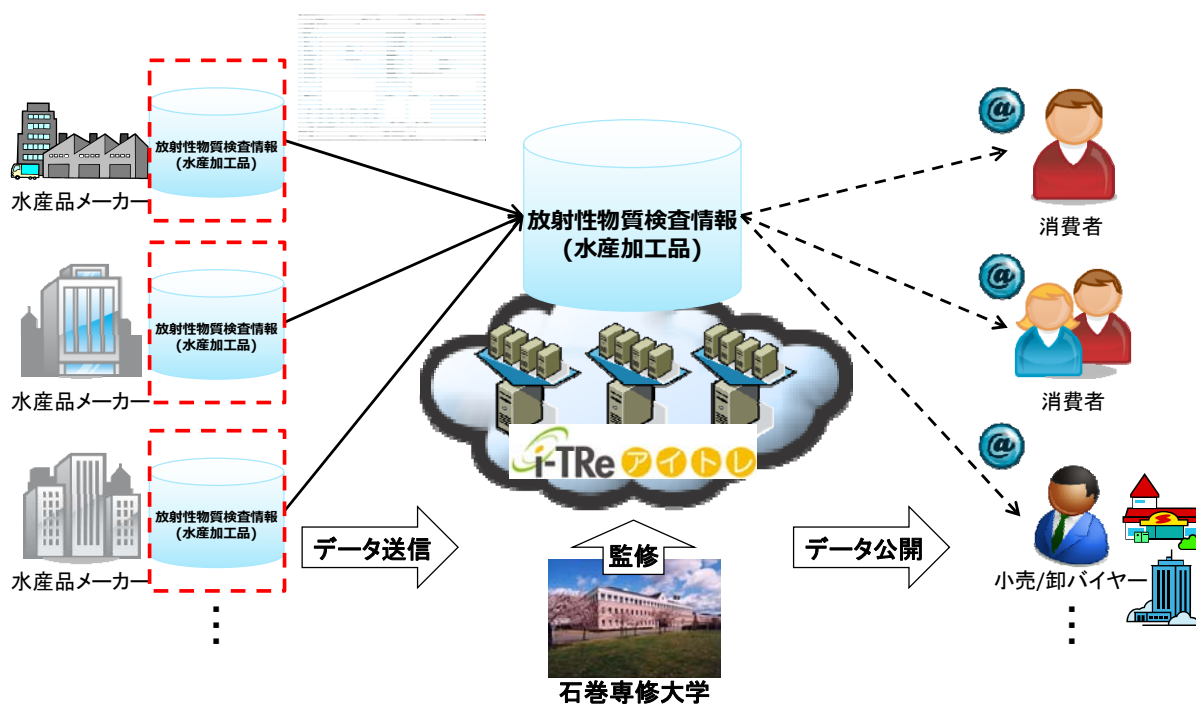 放射性物質検査情報
(水産加工品)
水産品メーカー
放射性物質検査情報
(水産加工品)
水産品メーカー
放射性物質検査情報
(水産加工品)
水産品メーカー
データ送信
放射性物質検査情報
(水産加工品)
i-TRe アイトレ
監修
石巻専修大学
データ公開
@
消費者
@
消費者
@
小売/卸バイヤー